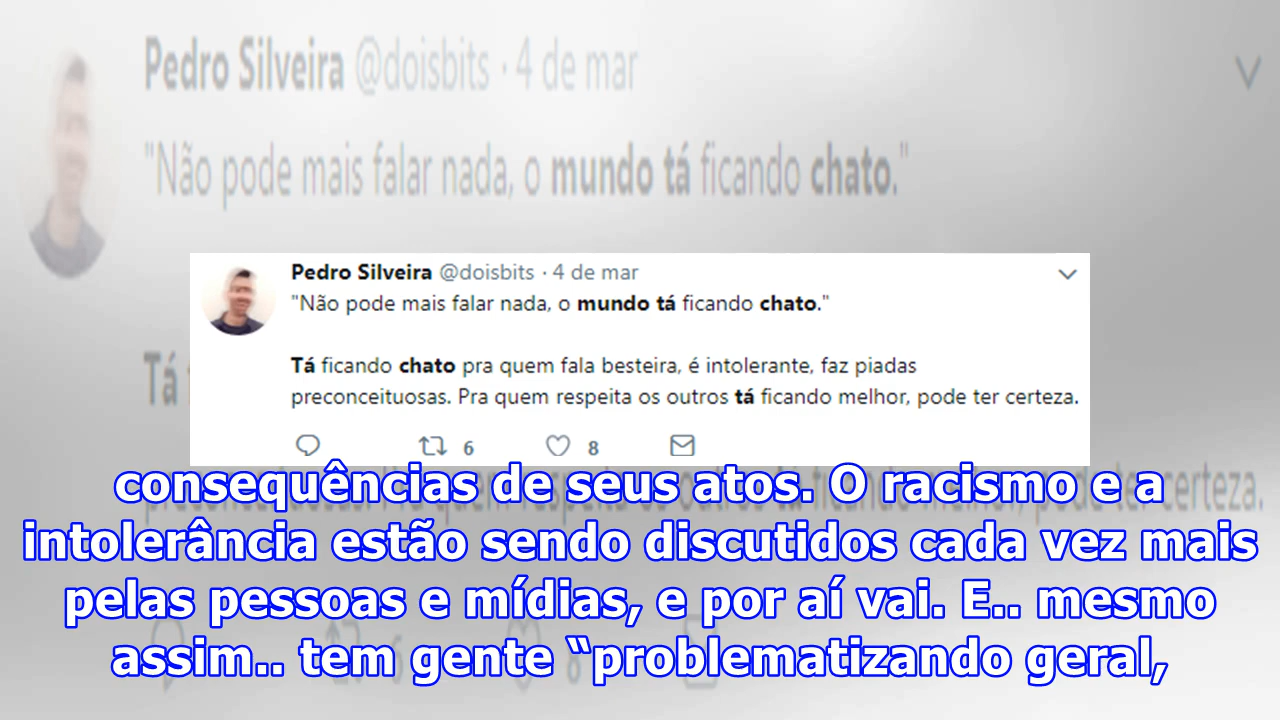 Pedro Silveira @doisbits · 4 de mar
"Não pode mais falar nada, o mundo tá ficando chato."
Pedro Silveira @doisbits · 4 de mar
"Não pode mais falar nada, o mundo tá ficando chato."
Tá ficando chato pra quem fala besteira, é intolerante, faz piadas
preconceituosas. Pra quem respeita os outros tá ficando melhor, pode ter certeza.
6 8
Tá
certeza.
consequências de seus atos. O racismo e a
intolerância estão sendo discutidos cada vez mais
pelas pessoas e mídias, e por aí vai. E.. mesmo
assim.. tem gente “problematizando geral,